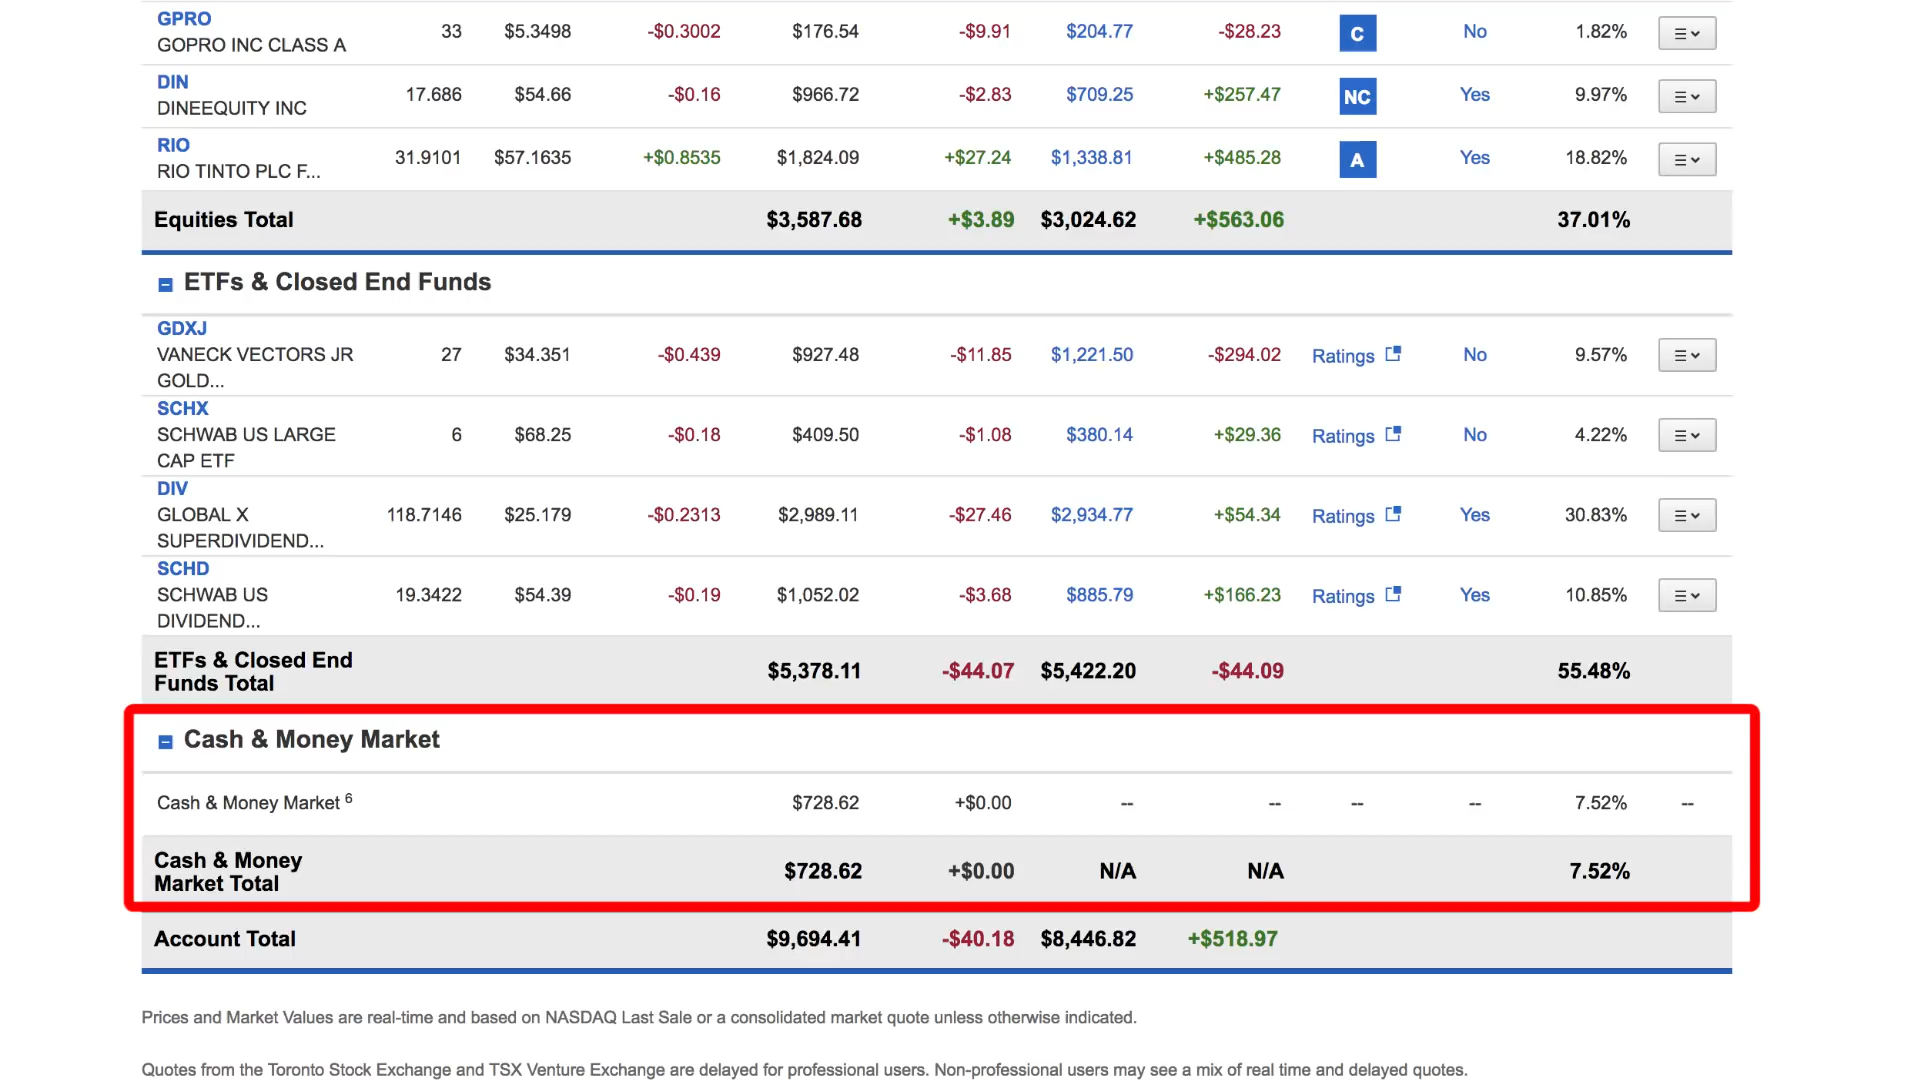 GPRO
GOPRO INC CLASS A 33 $5.3498 -$0.3002 $176.54 -$9.91 $204.77 -$28.23 C No 1.82%
DIN
DINEEQUITY INC 17.686 $54.66 -$0.16 $966.72 -$2.83 $709.25 +$257.47 NC Yes 9.97%
RIO
RIO TINTO PLC F... 31.9101 $57.1635 +$0.8535 $1,824.09 +$27.24 $1,338.81 +$485.28 A Yes 18.82%
Equities Total $3,587.68 +$3.89 $3,024.62 +$563.06 37.01%
ETFs & Closed End Funds
GDXJ
VANECK VECTORS JR 27 $34.351 -$0.439 $927.48 -$11.85 $1,221.50 -$294.02 Ratings No 9.57%
GOLD...
SCHX
SCHWAB US LARGE 6 $68.25 -$0.18 $409.50 -$1.08 $380.14 +$29.36 Ratings No 4.22%
CAP ETF
DIV
GLOBAL X 118.7146 $25.179 -$0.2313 $2,989.11 -$27.46 $2,934.77 +$54.34 Ratings Yes 30.83%
SUPERDIVIDEND...
SCHD
SCHWAB US 19.3422 $54.39 -$0.19 $1,052.02 -$3.68 $885.79 +$166.23 Ratings Yes 10.85%
DIVIDEND...
ETFs & Closed End
Funds Total $5,378.11 -$44.07 $5,422.20 -$44.09 55.48%
Cash & Money Market
Cash & Money Market 6 $728.62 +$0.00 -- -- -- -- 7.52% --
Cash & Money
Market Total $728.62 +$0.00 N/A N/A 7.52%
Account Total $9,694.41 -$40.18 $8,446.82 +$518.97
Prices and Market Values are real-time and based on NASDAQ Last Sale or a consolidated market quote unless otherwise indicated.
Quotes from the Toronto Stock Exchange and TSX Venture Exchange are delayed for professional users. Non-professional users may see a mix of real time and delayed quotes.